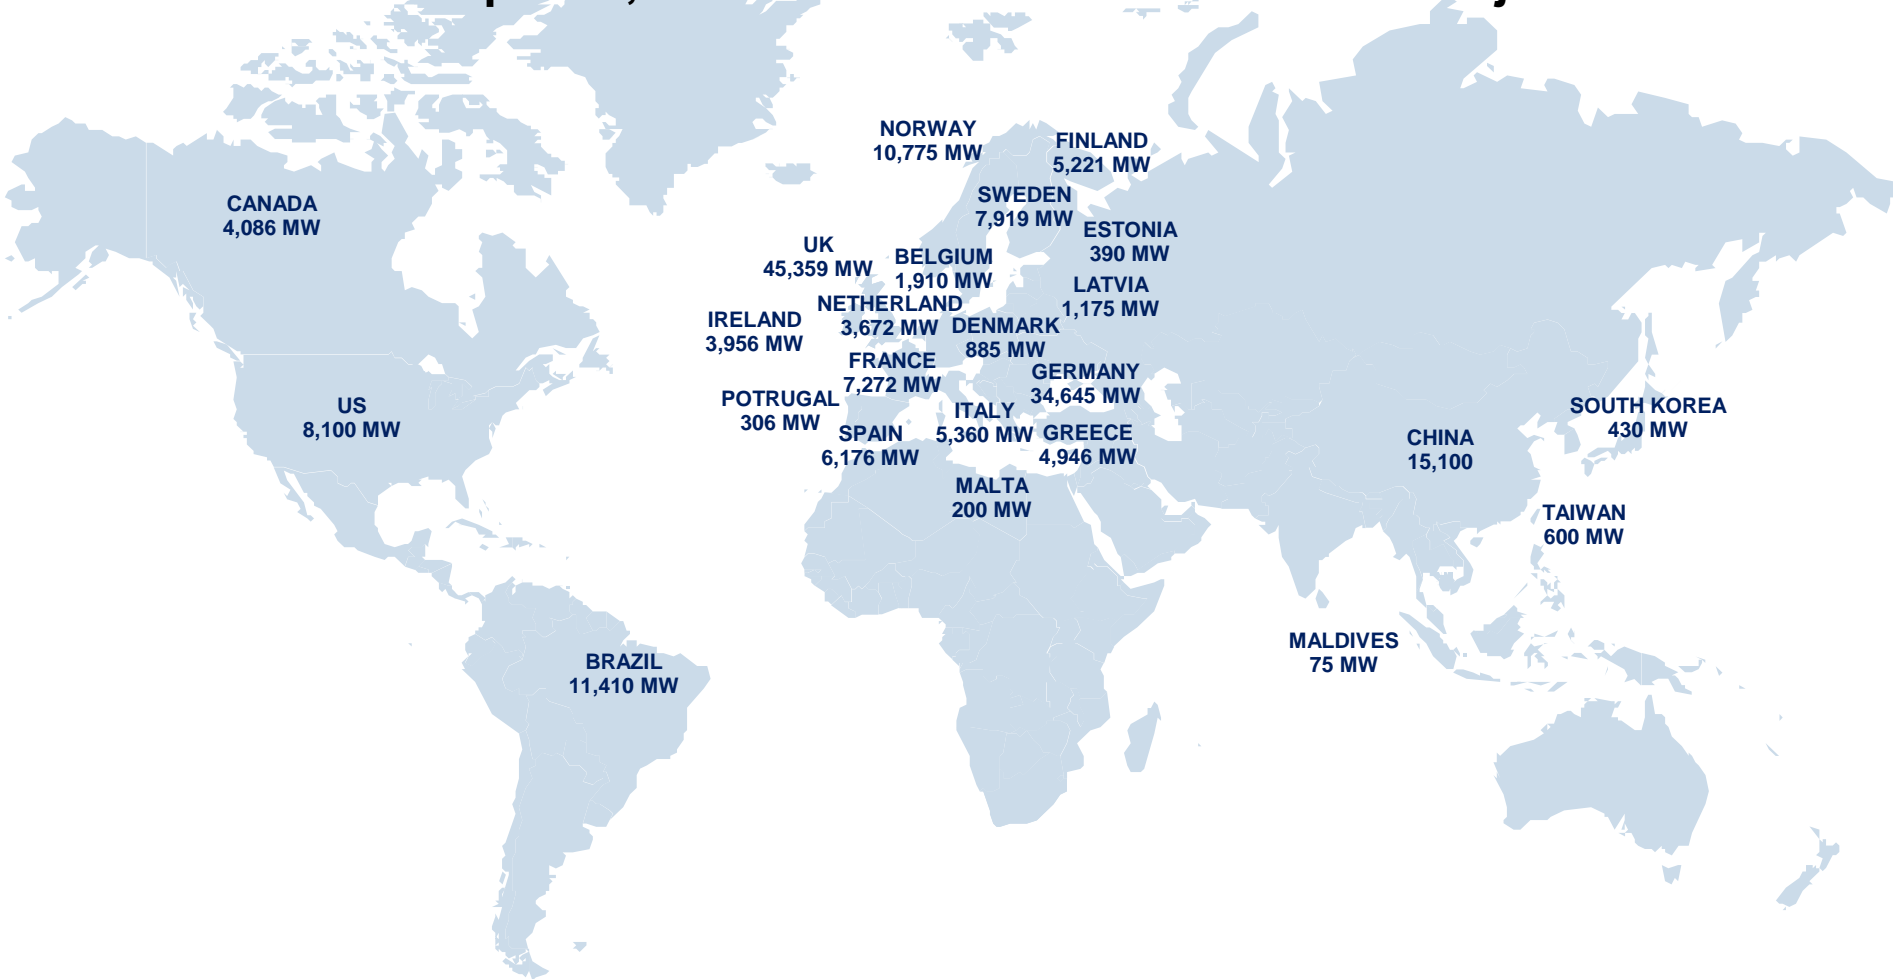 NORWAY
10,775 MW
FINLAND
5,221 MW
CANADA
4,086 MW
SWEDEN
7,919 MW
ESTONIA
390 MW
UK
45,359 MW
BELGIUM
1,910 MW
LATVIA
1,175 MW
NETHERLAND
3,672 MW
IRELAND
3,956 MW
DENMARK
885 MW
FRANCE
7,272 MW
GERMANY
34,645 MW
POTRUGAL
306 MW
US
8,100 MW
ITALY
5,360 MW
SPAIN
6,176 MW
GREECE
4,946 MW
SOUTH KOREA
430 MW
CHINA
15,100
MALTA
200 MW
TAIWAN
600 MW
MALDIVES
75 MW
BRAZIL
11,410 MW